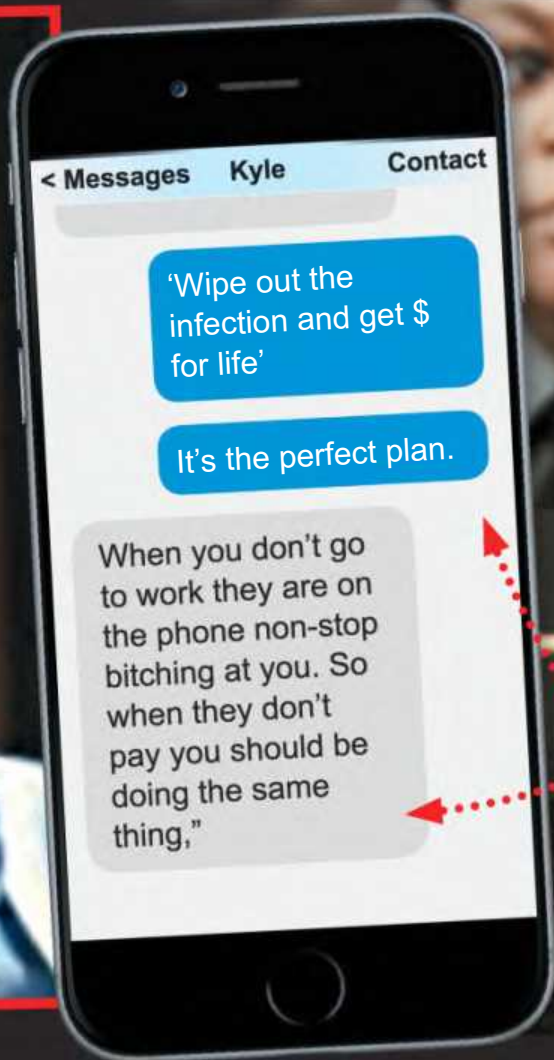 < Messages Kyle Contact
‘Wipe out the
infection and get $
for life’
It’s the perfect plan.
When you don’t go
to work they are on
the phone non-stop
bitching at you. So
when they don’t
pay you should be
doing the same
thing,”